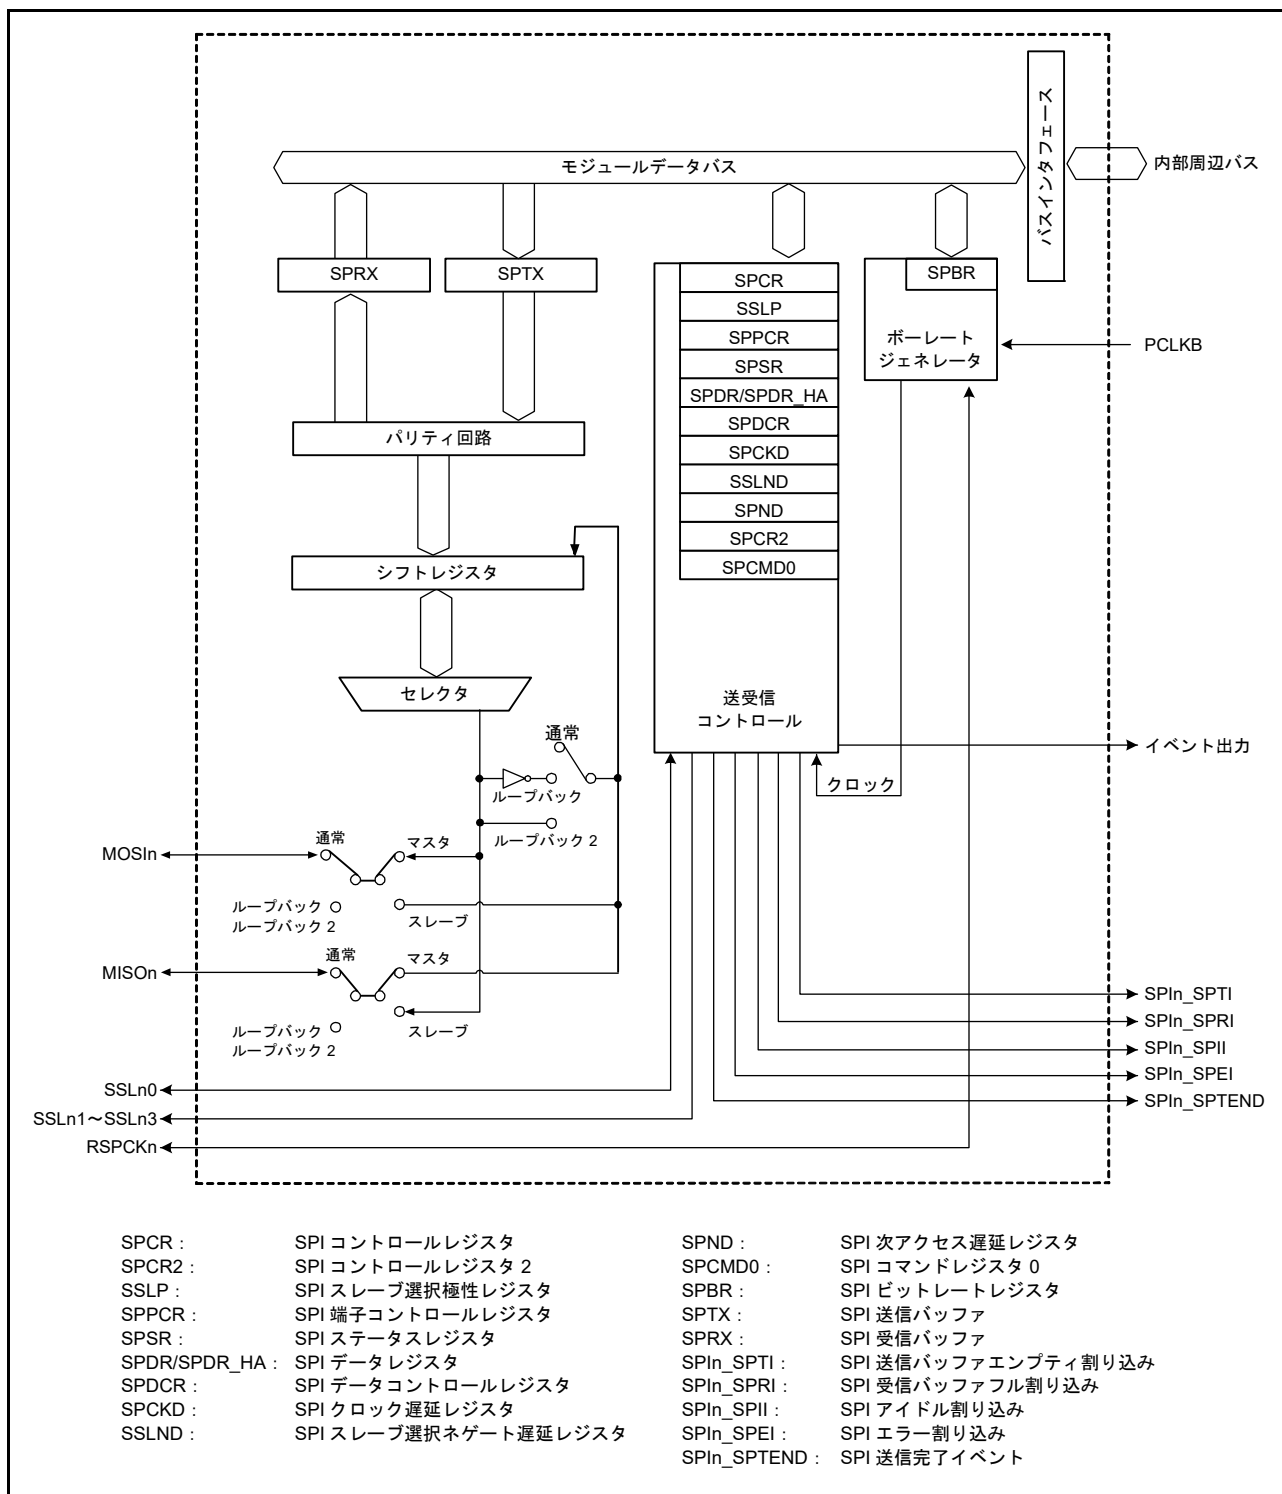 バスインタフェース
モジュールデータバス
内部周辺バス
SPRX
SPTX
SPCR
SSLP
SPPCR
SPSR
SPDR/SPDR_HA
SPDCR
SPCKD
SSLND
SPND
SPCR2
SPCMD0
送受信
コントロール
SPBR
ボーレート
ジェネレータ
PCLKB
パリティ回路
シフトレジスタ
セレクタ
通常
ループバック
ループバック 2
イベント出力
クロック
MOSIn
通常
マスタ
ループバック
ループバック 2
スレーブ
MISOn
通常
マスタ
ループバック
ループバック 2
スレーブ
SSLn0
SSLn1～SSLn3
RSPCKn
SPIn_SPTI
SPIn_SPRI
SPIn_SPII
SPIn_SPEI
SPIn_SPTEND
SPCR : SPI コントロールレジスタ
SPCR2 : SPI コントロールレジスタ 2
SSLP : SPI スレーブ選択極性レジスタ
SPPCR : SPI 端子コントロールレジスタ
SPSR : SPI ステータスレジスタ
SPDR/SPDR_HA : SPI データレジスタ
SPDCR : SPI データコントロールレジスタ
SPCKD : SPI クロック遅延レジスタ
SSLND : SPI スレーブ選択ネゲート遅延レジスタ
SPND : SPI 次アクセス遅延レジスタ
SPCMD0 : SPI コマンドレジスタ 0
SPBR : SPI ビットレートレジスタ
SPTX : SPI 送信バッファ
SPRX : SPI 受信バッファ
SPIn_SPTI : SPI 送信バッファエンプティ割り込み
SPIn_SPRI : SPI 受信バッファフル割り込み
SPIn_SPII : SPI アイドル割り込み
SPIn_SPEI : SPI エラー割り込み
SPIn_SPTEND : SPI 送信完了イベント